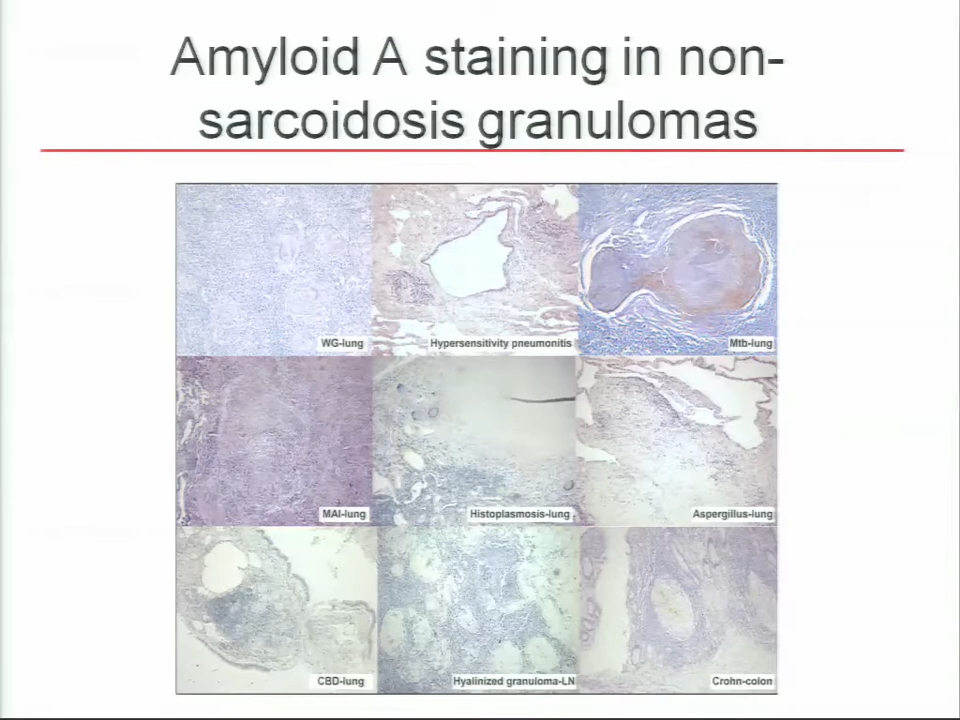 Amyloid A staining in non-
sarcoidosis granulomas
WG-lung
Hypersensitivity pneumonitis
Mtb-lung
MAI-lung
Histoplasmosis-lung
Aspergillus-lung
CBD-lung
Hyalinized granuloma-LN
Crohn-colon